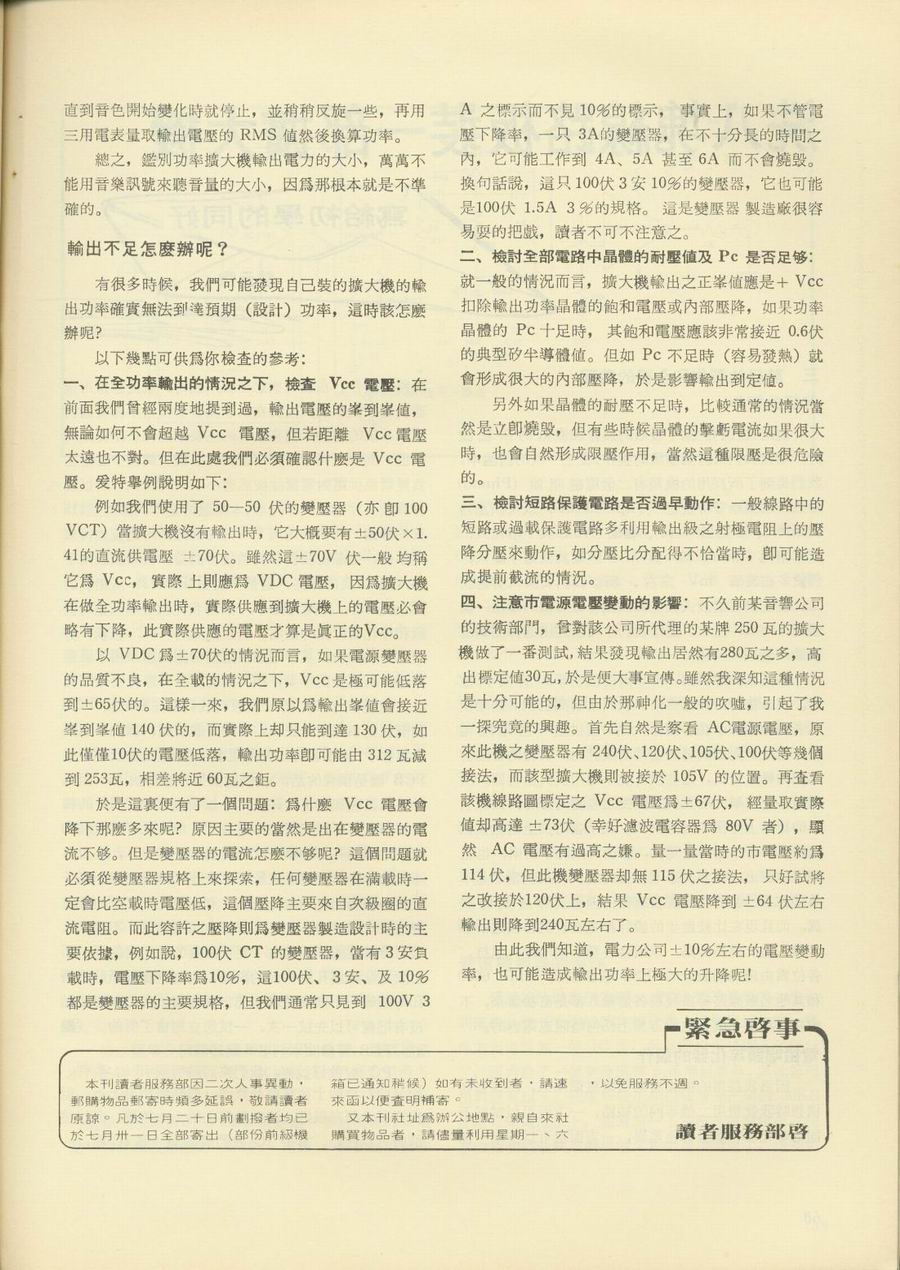 直到音色開始變化時就停止，並稍稍反旋一些，再用
三用電表量取輸出電壓的 RMS 值然後換算功率。
總之，鑑別功率擴大機輸出電力的大小，萬萬不
能用音樂訊號來聽音量的大小，因爲那根本就是不準
確的。
輸出不足怎麼辦呢？
有很多時候，我們可能發現自己裝的擴大機的輸
出功率確實無法到達預期（設計）功率，這時該怎麼
辦呢？
以下幾點可供爲你檢查的參考：
一、在全功率輸出的情況之下，檢查 Vcc 電壓：在
前面我們曾經兩度地提到過，輸出電壓的峯到峯值，
無論如何不會超越 Vcc 電壓，但若距離 Vcc 電壓
太遠也不對。但在此處我們必須確認什麼是 Vcc 電
壓。爰特舉例說明如下：
例如我們使用了 50—50 伏的變壓器（亦卽 100
VCT）當擴大機沒有輸出時，它大概要有±50伏×1.
41的直流供電壓 ±70伏。雖然這±70V 伏一般均稱
它爲 Vcc， 實際上則應爲 VDC 電壓， 因爲擴大機
在做全功率輸出時，實際供應到擴大機上的電壓必會
略有下降，此實際供應的電壓才算是眞正的Vcc。
以 VDC 爲±70伏的情況而言，如果電源變壓器
的品質不良，在全載的情況之下，Vcc 是極可能低落
到±65伏的。這樣一來，我們原以爲輸出峯值會接近
峯到峯值 140 伏的，而實際上却只能到達 130 伏，如
此僅僅10伏的電壓低落，輸出功率卽可能由 312 瓦減
到 253瓦，相差將近 60瓦之鉅。
於是這裏便有了一個問題：爲什麼 Vcc 電壓會
降下那麽多來呢？原因主要的當然是出在變壓器的電
流不够。但是變壓器的電流怎麽不够呢？這個問題就
必須從變壓器規格上來探索，任何變壓器在滿載時一
定會比空載時電壓低，這個壓降主要來自次級圈的直
流電阻。而此容許之壓降則爲變壓器製造設計時的主
要依據，例如說，100伏 CT 的變壓器，當有 3 安負
載時，電壓下降率爲10%，這100伏、3 安、及 10%
都是變壓器的主要規格，但我們通常只見到 100V 3
A 之標示而不見 10%的標示， 事實上，如果不管電
壓下降率，一只 3A的變壓器，在不十分長的時間之
內，它可能工作到 4A、5A 甚至 6A 而不會燒毀。
換句話說，這只 100伏 3 安 10%的變壓器，它也可能
是100伏 1.5A 3 %的規格。 這是變壓器 製造廠很容
易耍的把戲，讀者不可不注意之。
二、檢討全部電路中晶體的耐壓值及 Pc 是否足够：
就一般的情況而言，擴大機輸出之正峯值應是＋ Vcc
扣除輸出功率晶體的飽和電壓或內部壓降，如果功率
晶體的 Pc 十足時， 其飽和電壓應該非常接近 0.6伏
的典型矽半導體值。但如 Pc 不足時（容易發熱）就
會形成很大的內部壓降，於是影響輸出到定值。
另外如果晶體的耐壓不足時，比較通常的情況當
然是立卽燒毀，但有些時候晶體的擊虧電流如果很大
時，也會自然形成限壓作用，當然這種限壓是很危險
的。
三、檢討短路保護電路是否過早動作：一般線路中的
短路或過載保護電路多利用輸出級之射極電阻上的壓
降分壓來動作，如分壓比分配得不恰當時，卽可能造
成提前截流的情況。
四、注意市電源電壓變動的影響：不久前某音響公司
的技術部門，曾對該公司所代理的某牌 250 瓦的擴大
機做了一番測試，結果發現輸出居然有280瓦之多，高
出標定值30瓦，於是便大事宣傳。雖然我深知這種情況
是十分可能的，但由於那神化一般的吹噓，引起了我
一探究竟的興趣。首先自然是察看 AC電源電壓，原
來此機之變壓器有 240伏、120伏、105伏、100伏等幾個
接法，而該型擴大機則被接於 105V 的位置。再查看
該機線路圖標定之 Vcc 電壓爲±67伏， 經量取實際
值却高達 ±73伏（幸好濾波電容器爲 80V 者），顯
然 AC 電壓有過高之嫌。量一量當時的市電壓約爲
114 伏，但此機變壓器却無 115 伏之接法， 只好試將
之改接於120伏上，結果 Vcc 電壓降到 ±64 伏左右
輸出則降到240瓦左右了。
由此我們知道，電力公司±10%左右的電壓變動
率，也可能造成輸出功率上極大的升降呢！
緊急啓事
本刊讀者服務部因二次人事異動，
郵購物品郵寄時頻多延誤，敬請讀者
原諒。凡於七月二十日前劃撥者均已
於七月卅一日全部寄出（部份前級機
箱已通知稍候）如有未收到者，請速
來函以便查明補寄。
又本刊社址爲辦公地點，親自來社
購買物品者，請儘量利用星期一、六
，以免服務不週。
讀者服務部啓